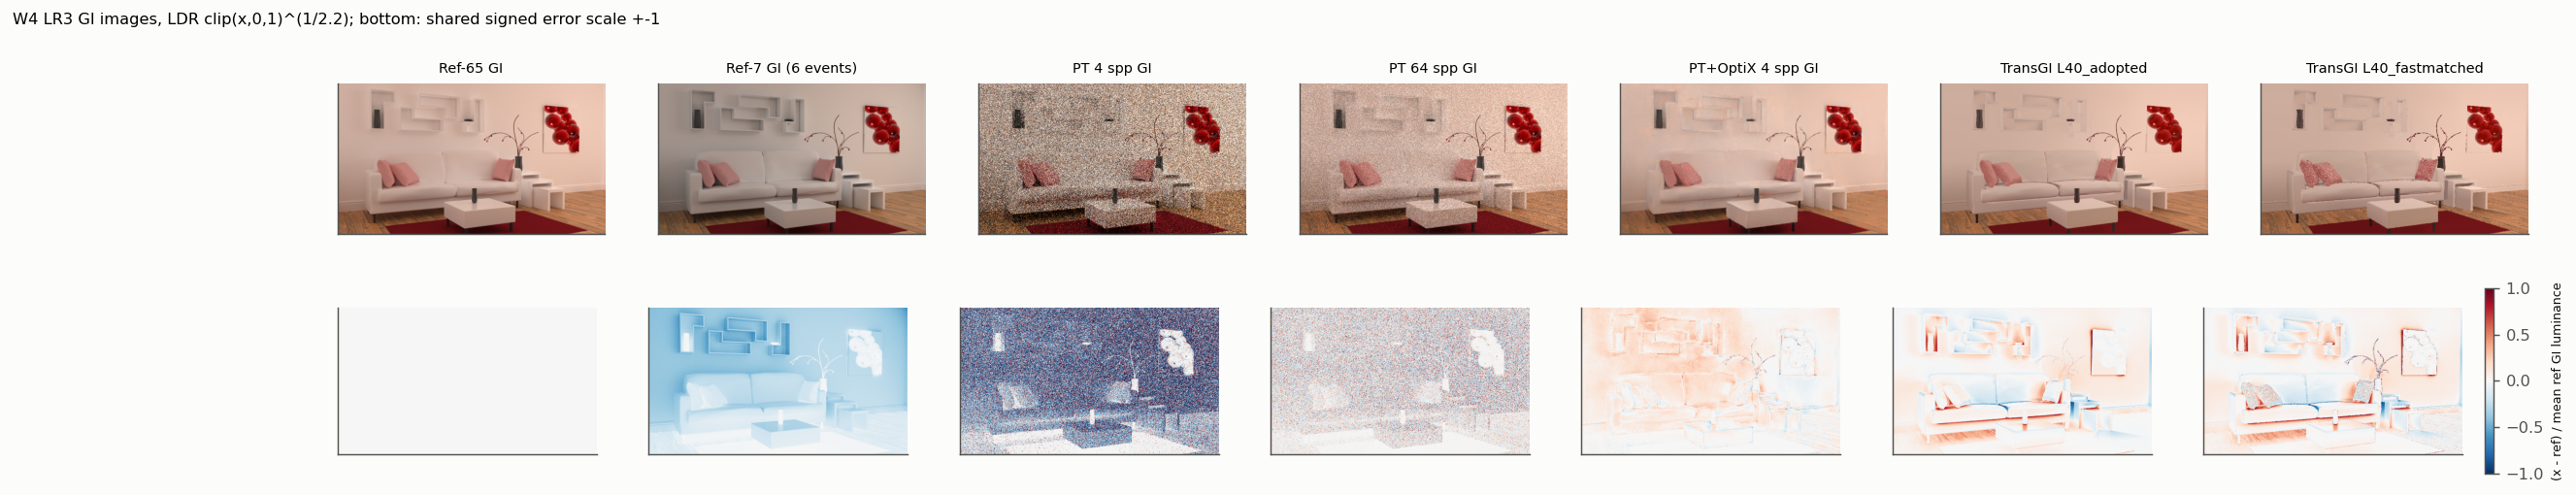 W4 LR3 GI images, LDR clip(x,0,1)^(1/2.2); bottom: shared signed error scale +-1
Ref-65 GI
Ref-7 GI (6 events)
PT 4 spp GI
PT 64 spp GI
PT+OptiX 4 spp GI
TransGI L40_adopted
TransGI L40_fastmatched
1.0
0.5
0.0
−0.5
−1.0
(x - ref) / mean ref GI luminance